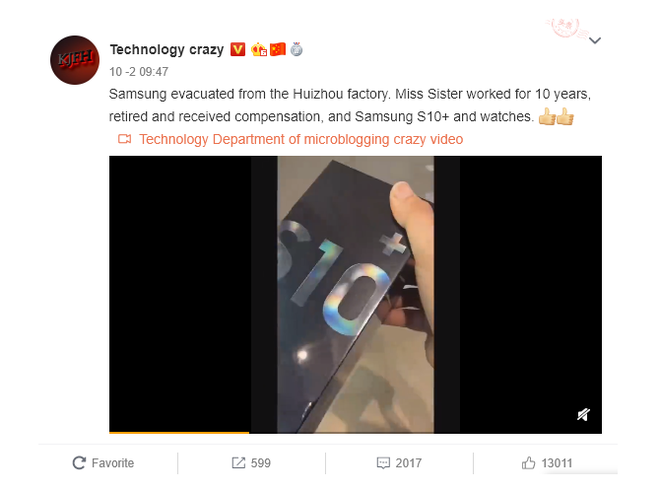 KJFH
Technology crazy
10 -2 09:47
Samsung evacuated from the Huizhou factory. Miss Sister worked for 10 years,
retired and received compensation, and Samsung S10+ and watches.
Technology Department of microblogging crazy video
S10+
Favorite
599
2017
13011